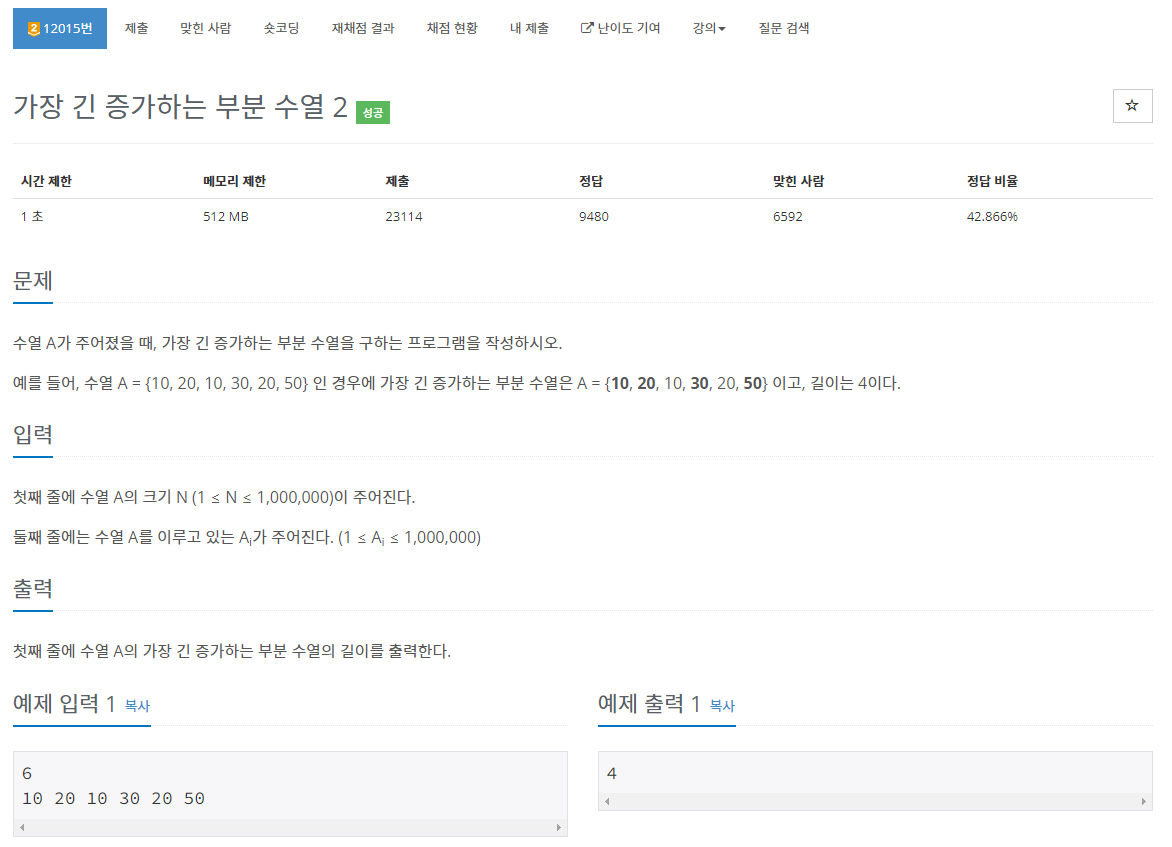 2 12015번 제출 맞힌 사람 숏코딩 재채점 결과 채점 현황 내 제출 난이도 기여 강의 질문 검색
가장 긴 증가하는 부분 수열 2 성공
시간 제한 메모리 제한 제출 정답 맞힌 사람 정답 비율
1 초 512 MB 23114 9480 6592 42.866%
문제
수열 A가 주어졌을 때, 가장 긴 증가하는 부분 수열을 구하는 프로그램을 작성하시오.
예를 들어, 수열 A = {10, 20, 10, 30, 20, 50} 인 경우에 가장 긴 증가하는 부분 수열은 A = {10, 20, 10, 30, 20, 50} 이고, 길이는 4이다.
입력
첫째 줄에 수열 A의 크기 N (1 ≤ N ≤ 1,000,000)이 주어진다.
둘째 줄에는 수열 A를 이루고 있는 Ai가 주어진다. (1 ≤ Ai ≤ 1,000,000)
출력
첫째 줄에 수열 A의 가장 긴 증가하는 부분 수열의 길이를 출력한다.
예제 입력 1 복사
6
10 20 10 30 20 50
예제 출력 1 복사
4